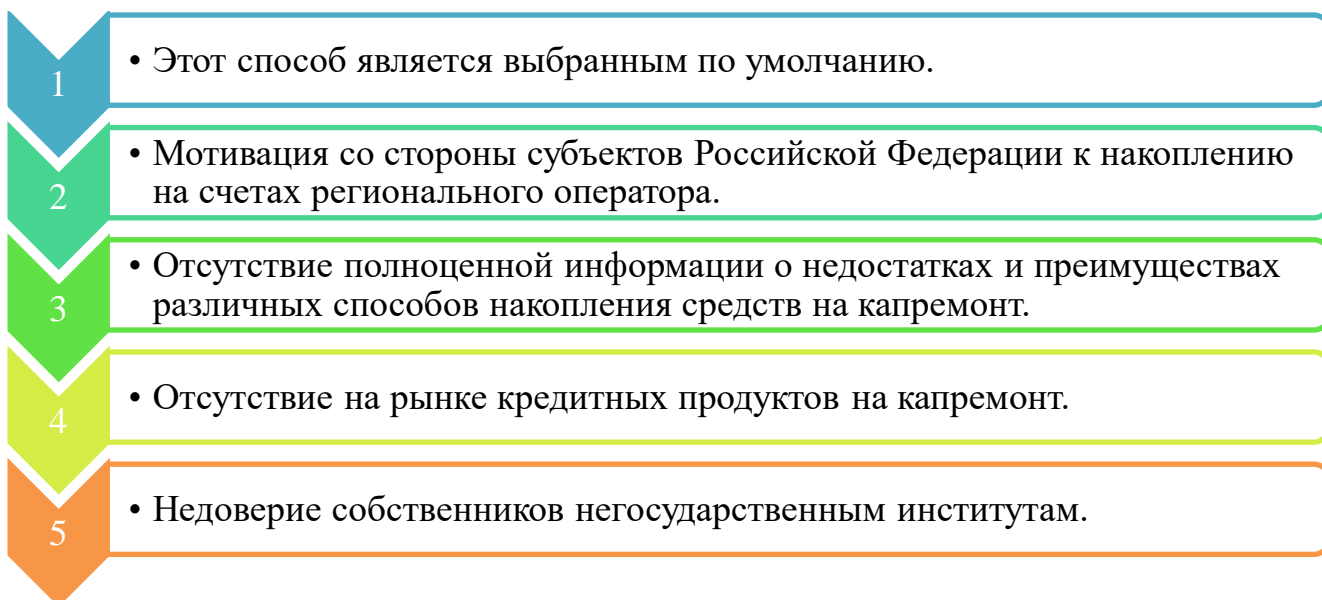 1
• Этот способ является выбранным по умолчанию.
2
• Мотивация со стороны субъектов Российской Федерации к накоплению
на счетах регионального оператора.
3
• Отсутствие полноценной информации о недостатках и преимуществах
различных способов накопления средств на капремонт.
4
• Отсутствие на рынке кредитных продуктов на капремонт.
5
• Недоверие собственников негосударственным институтам.